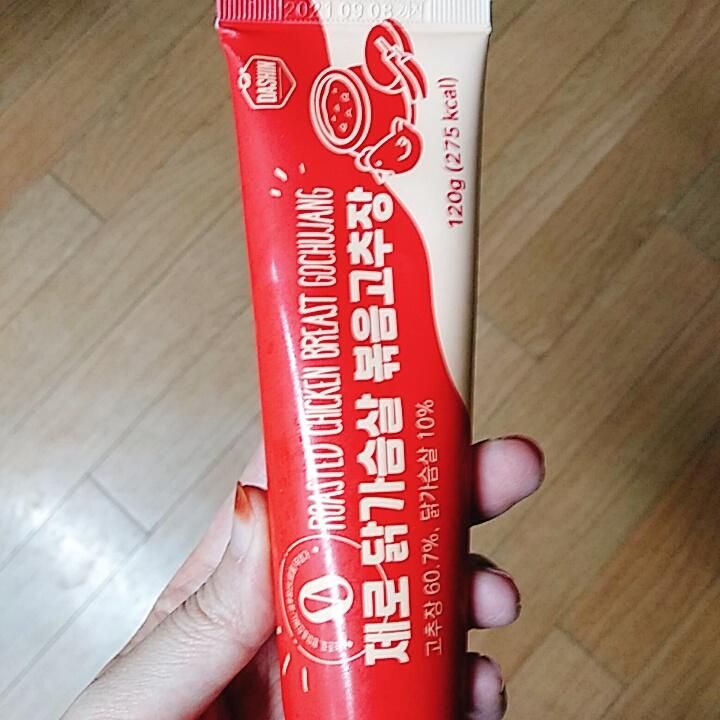 2021.09.08 까지
DASHIN
120g (275 kcal)
ROASTED CHICKEN BREAST GOCHUJANG
제로 닭가슴살 볶음고추장
고추장 60.7%, 닭가슴살 10%